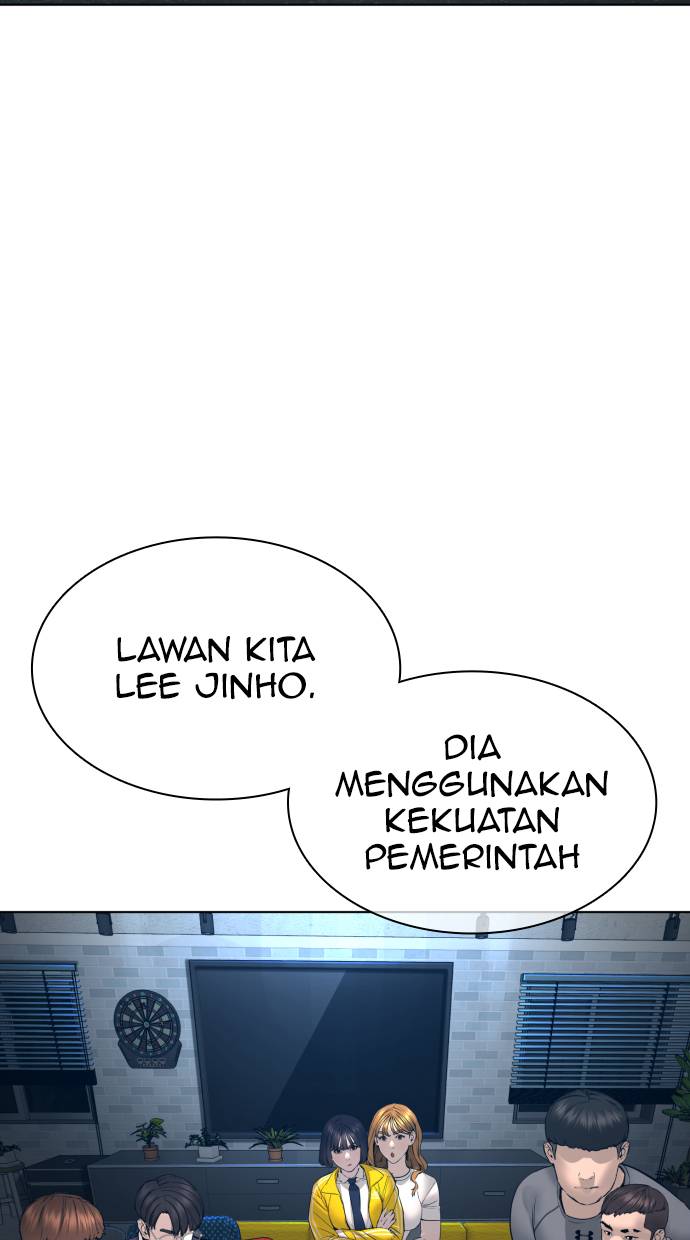 LAWAN KITA
LEE JINHO.
DIA
MENGGUNAKAN
KEKUATAN
PEMERINTAH